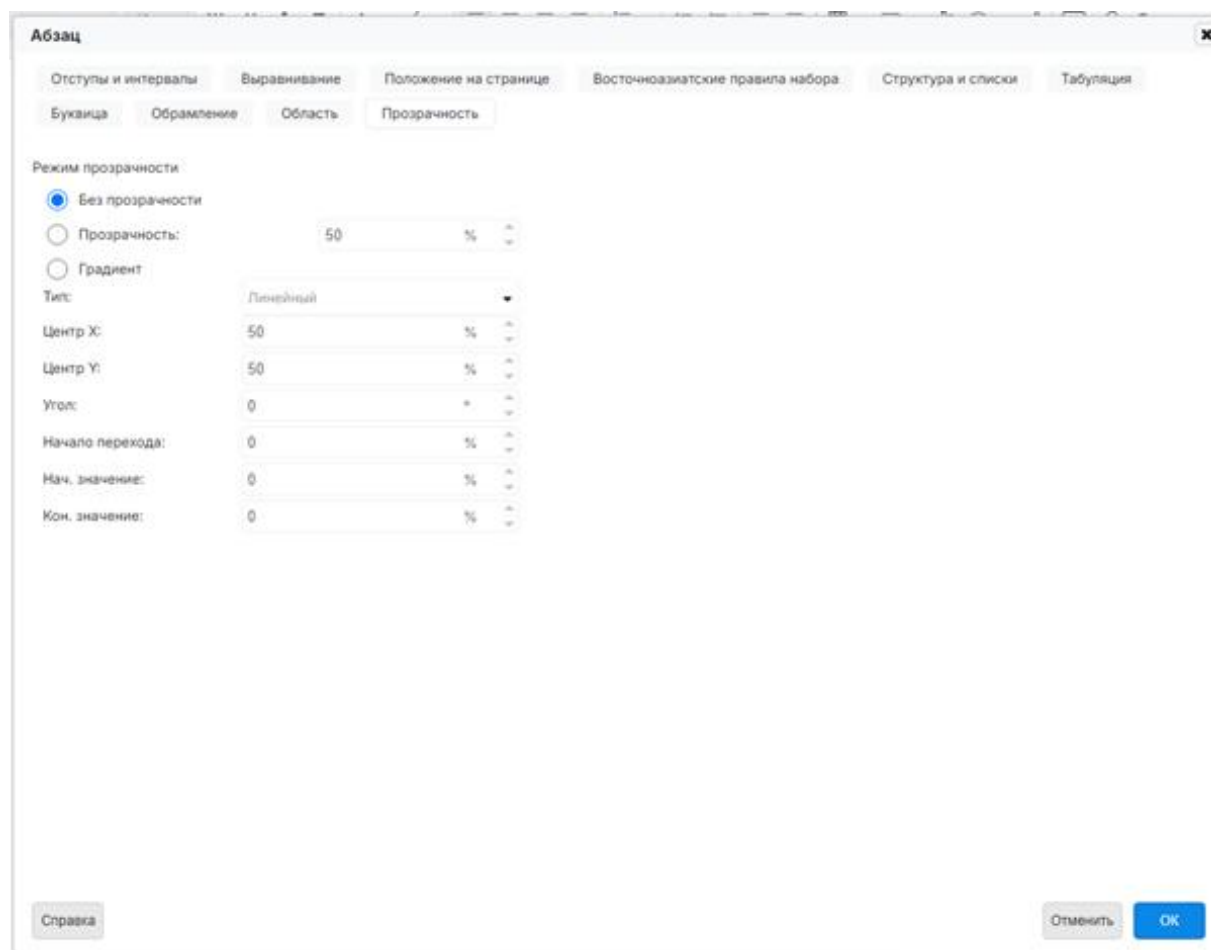 Абзац
Отступы и интервалы Выравнивание Положение на странице Восточноазиатские правила набора Структура и списки Табуляция
Буквица Обрамление Область Прозрачность
Режим прозрачности
Без прозрачности
Прозрачность: 50 %
Градиент
Тип: Линейный
Центр X: 50 %
Центр Y: 50 %
Угол: 0 °
Начало перехода: 0 %
Нач. значение: 0 %
Кон. значение: 0 %
Справка Отменить ОК